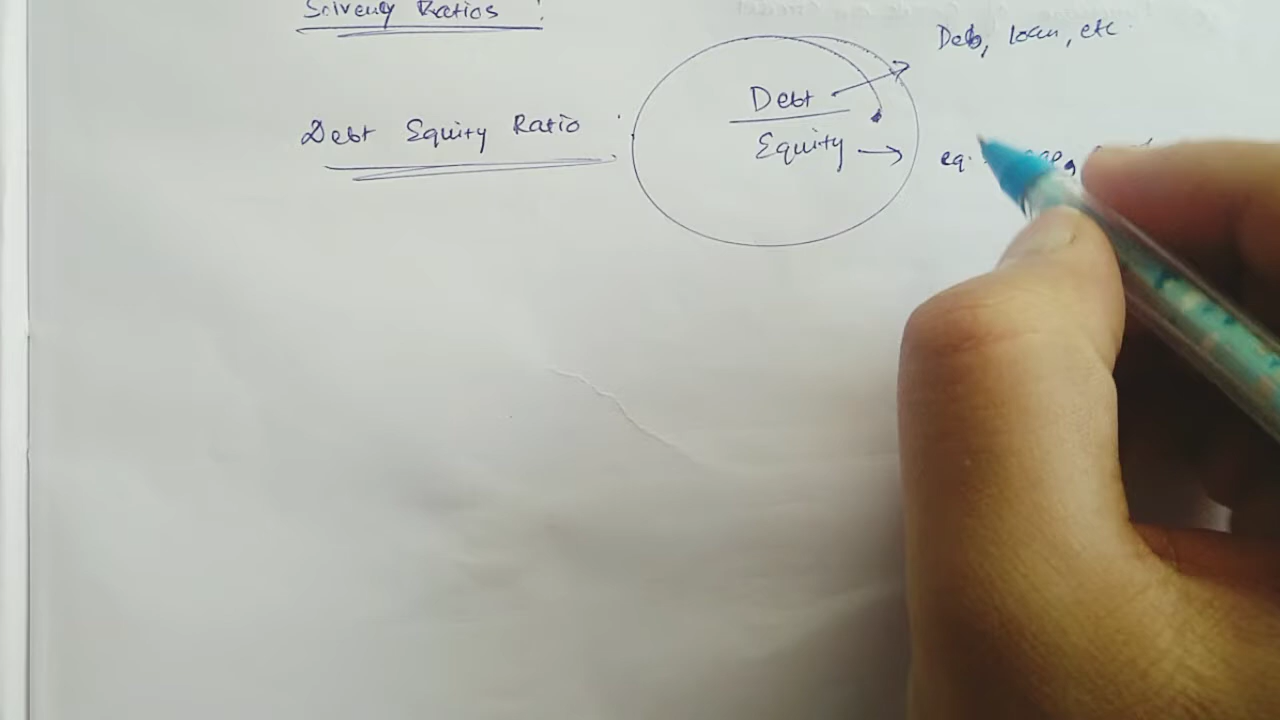 Solvency Ratios :
Deb, loan, etc.
Debt Equity Ratio :
Debt
Equity
eq.